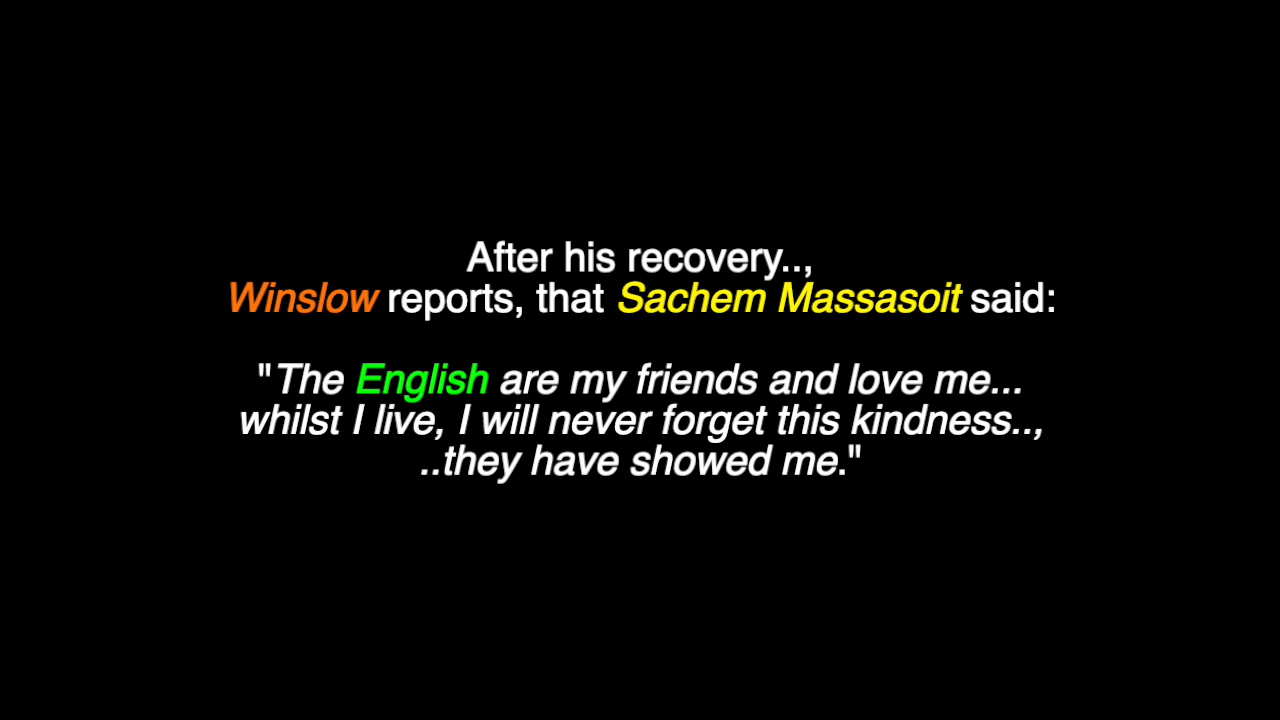 After his recovery..,
Winslow reports, that Sachem Massasoit said:
"The English are my friends and love me...
whilst I live, I will never forget this kindness..,
..they have showed me."